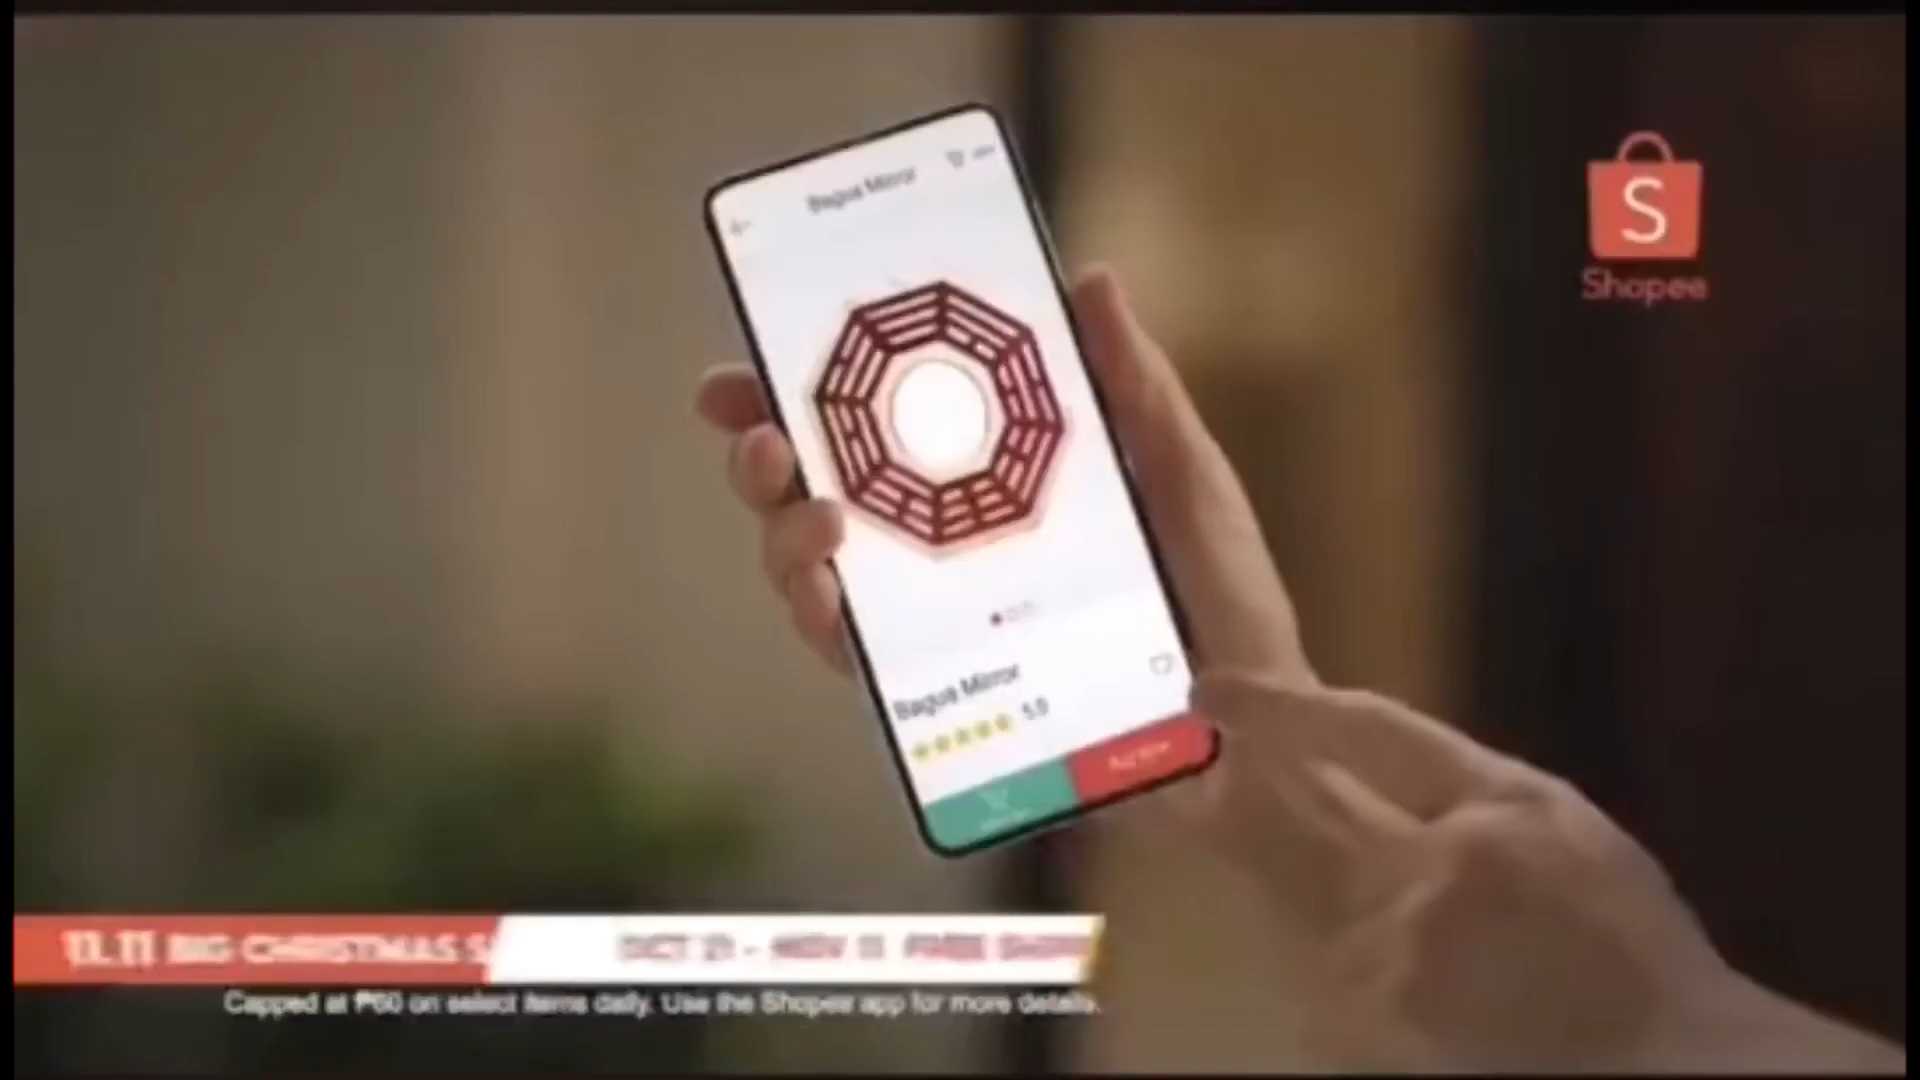 Bagua Mirror
S
Shopee
Bagua Mirror
5.0
11.11 BIG CHRISTMAS S
OCT 21 - NOV 11 FREE SHIPP
Capped at ₱60 on select items daily. Use the Shopee app for more details.